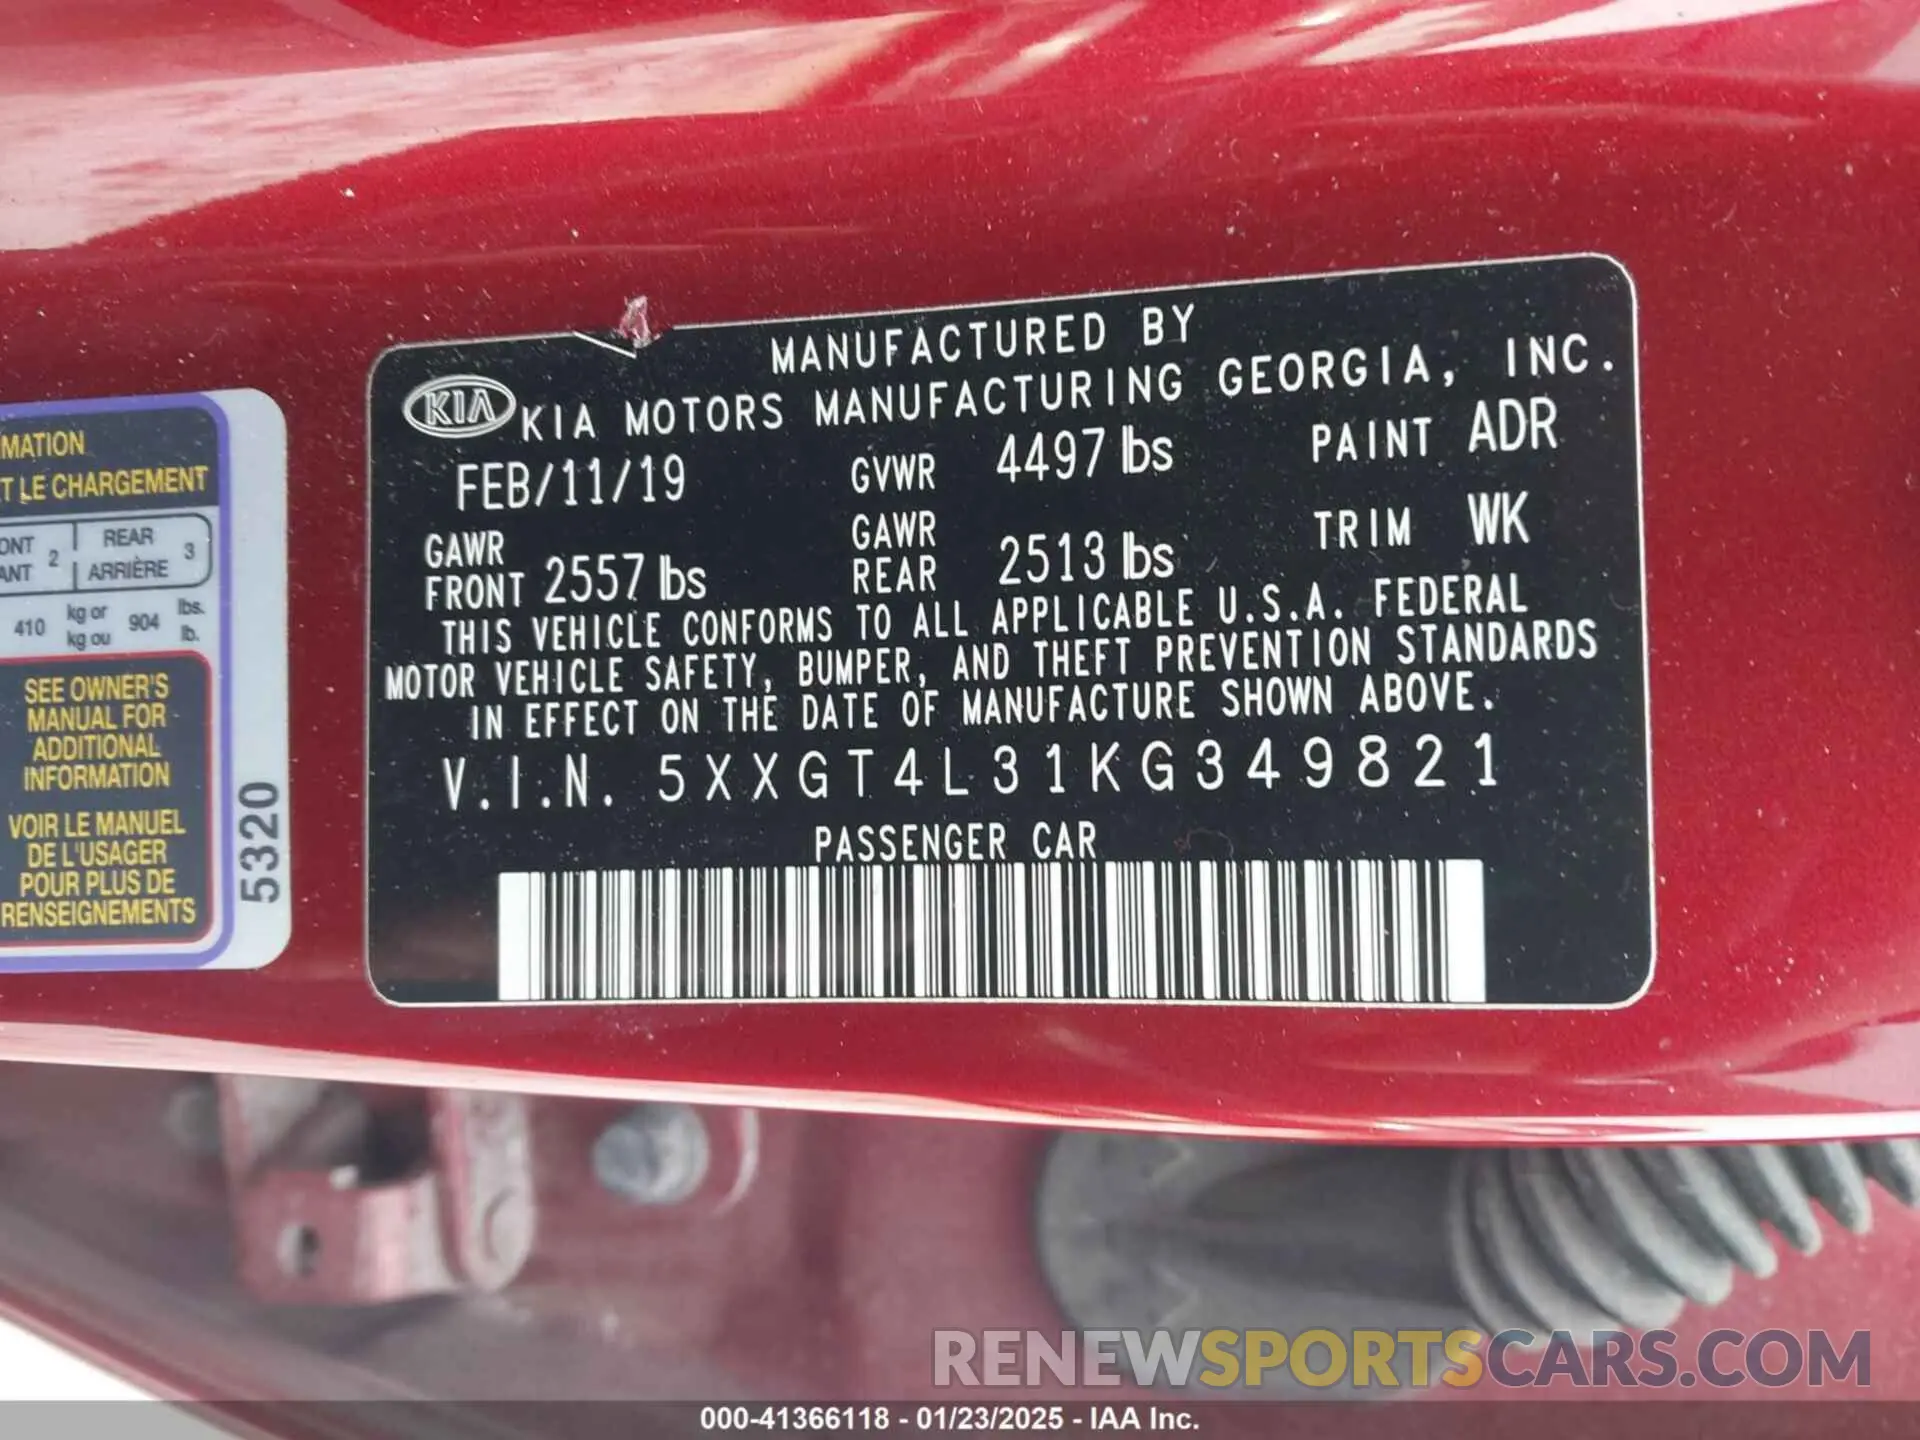 MANUFACTURED BY
KIA KIA MOTORS MANUFACTURING GEORGIA, INC.
FEB/11/19 GVWR 4497 lbs PAINT ADR
GAWR FRONT 2557 lbs GAWR REAR 2513 lbs TRIM WK
THIS VEHICLE CONFORMS TO ALL APPLICABLE U.S.A. FEDERAL
MOTOR VEHICLE SAFETY, BUMPER, AND THEFT PREVENTION STANDARDS
IN EFFECT ON THE DATE OF MANUFACTURE SHOWN ABOVE.
V.I.N. 5XXGT4L31KG349821
PASSENGER CAR
MATION
ET LE CHARGEMENT
ONT 2 REAR 3
ANT ARRIÈRE
410 kg or 904 lbs.
kg ou lb.
SEE OWNER'S
MANUAL FOR
ADDITIONAL
INFORMATION
VOIR LE MANUEL
DE L'USAGER
POUR PLUS DE
RENSEIGNEMENTS
5320
RENEWSPORTSCARS.COM
000-41366118 - 01/23/2025 - IAA Inc.